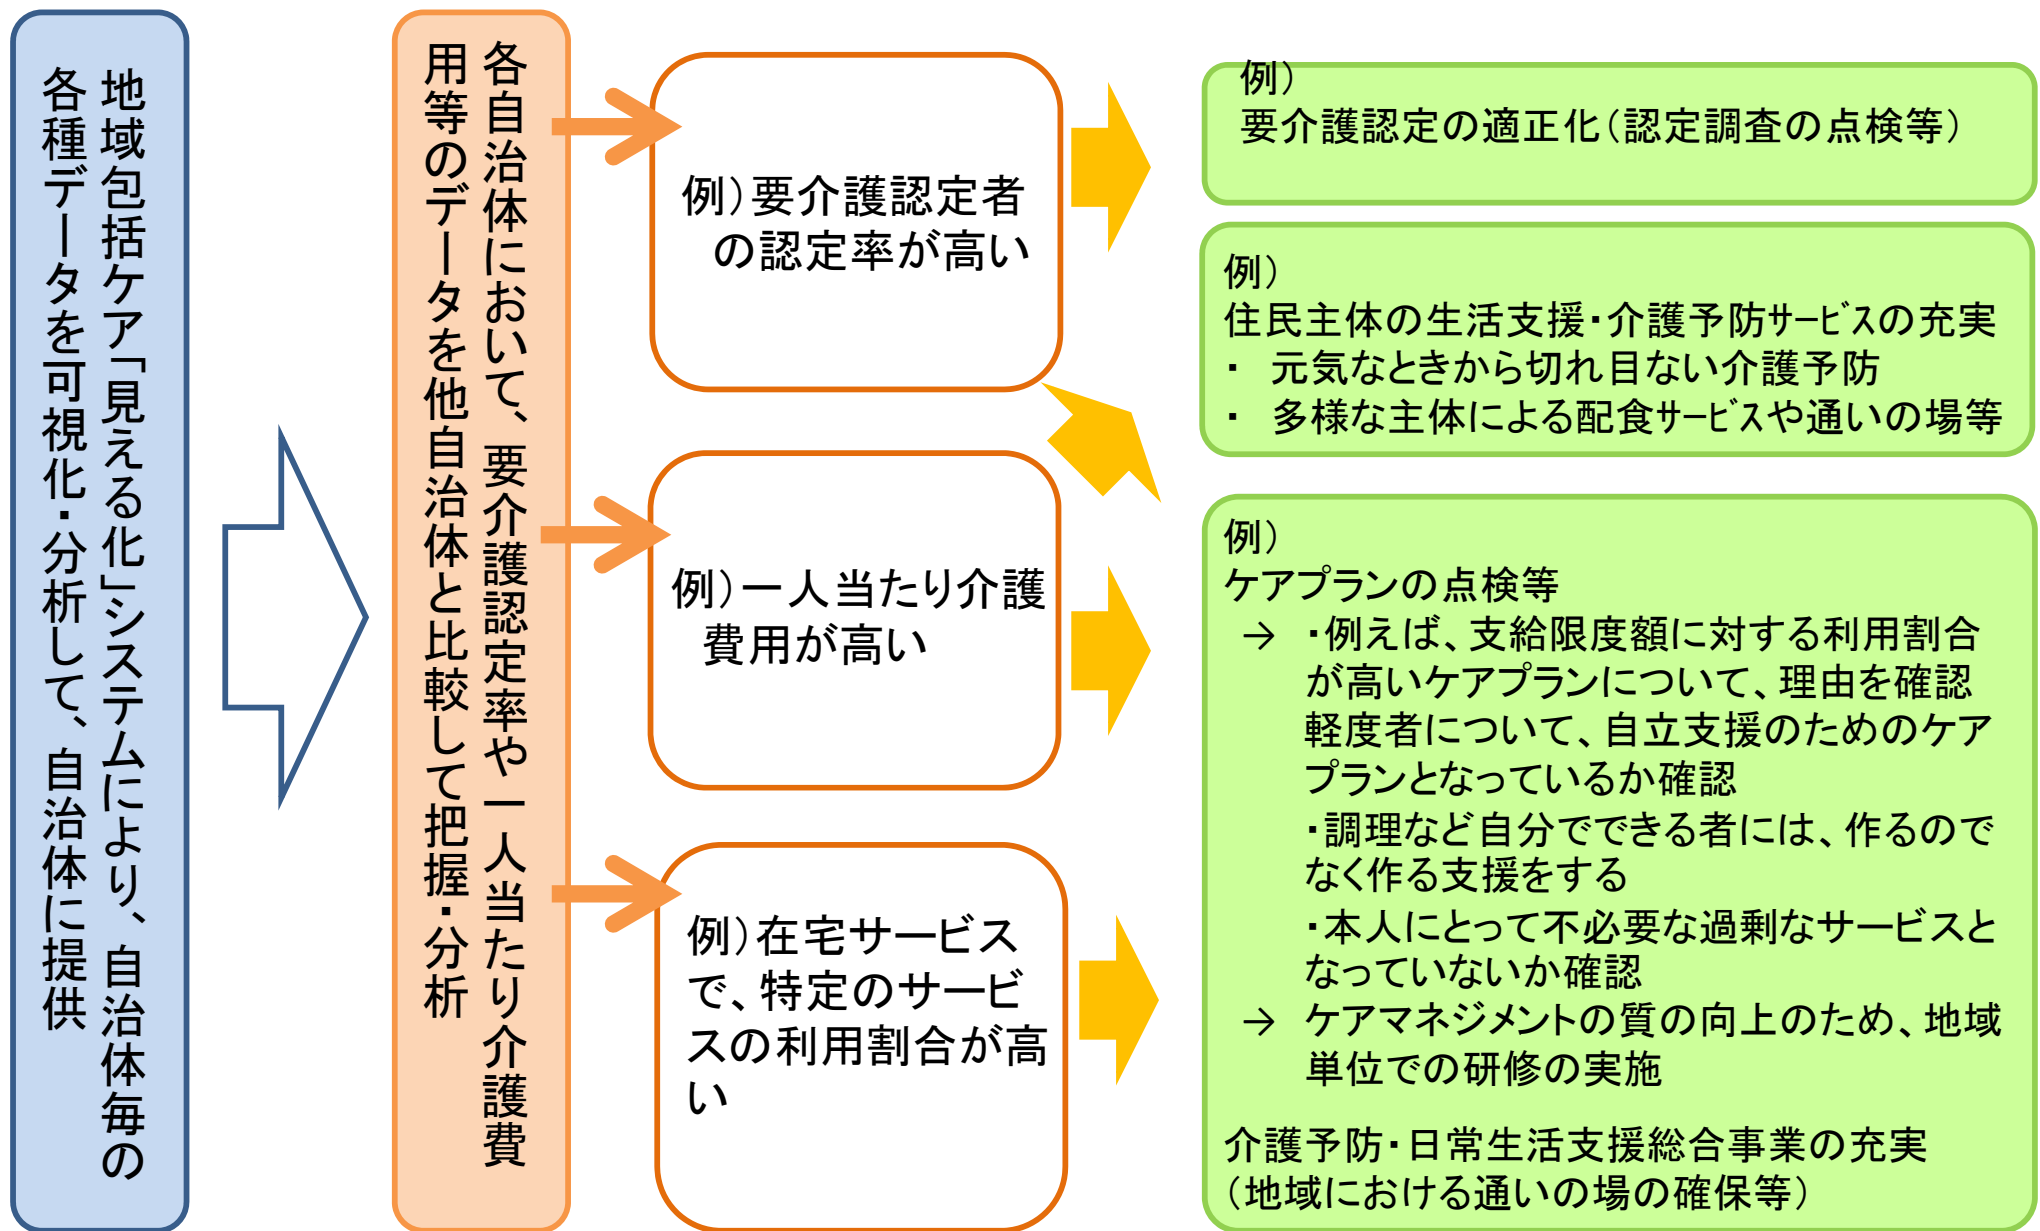 地域包括ケア「見える化」システムにより、自治体毎の
各種データを可視化・分析して、自治体に提供
各自治体において、要介護認定率や一人当たり介護費
用等のデータを他自治体と比較して把握・分析
例）要介護認定者
の認定率が高い
例）一人当たり介護
費用が高い
例）在宅サービス
で、特定のサービ
スの利用割合が高
い
例）
要介護認定の適正化（認定調査の点検等）
例）
住民主体の生活支援・介護予防ｻｰﾋﾞｽの充実
・ 元気なときから切れ目ない介護予防
・ 多様な主体による配食ｻｰﾋﾞｽや通いの場等
例）
ケアプランの点検等
→ ・例えば、支給限度額に対する利用割合
が高いケアプランについて、理由を確認
軽度者について、自立支援のためのケア
プランとなっているか確認
・調理など自分でできる者には、作るので
なく作る支援をする
・本人にとって不必要な過剰なサービスと
なっていないか確認
→ ケアマネジメントの質の向上のため、地域
単位での研修の実施
介護予防・日常生活支援総合事業の充実
（地域における通いの場の確保等）